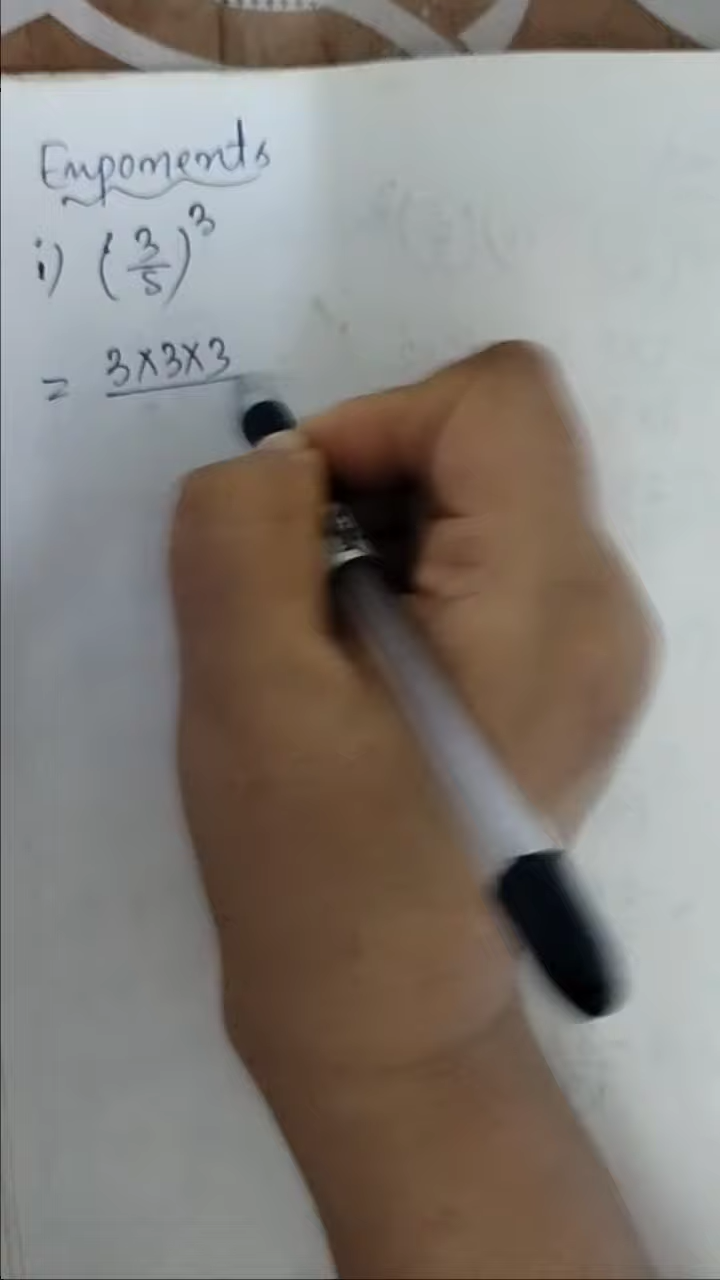 Exponents
i) (3/5)³
= 3×3×3